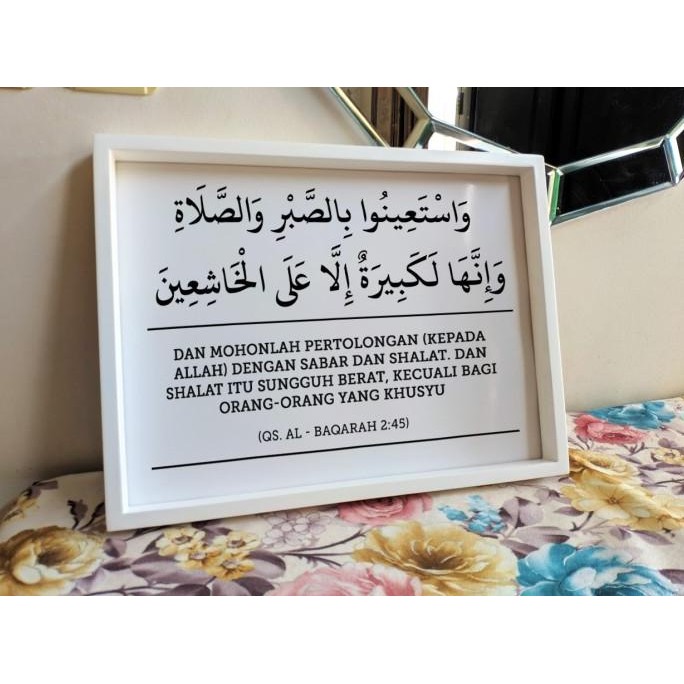 وَاسْتَعِينُوا بِالصَّبْرِ وَالصَّلَاةِ
وَإِنَّهَا لَكَبِيرَةٌ إِلَّا عَلَى الْخَاشِعِينَ
DAN MOHONLAH PERTOLONGAN (KEPADA
ALLAH) DENGAN SABAR DAN SHALAT. DAN
SHALAT ITU SUNGGUH BERAT, KECUALI BAGI
ORANG-ORANG YANG KHUSYU
(QS. AL - BAQARAH 2:45)